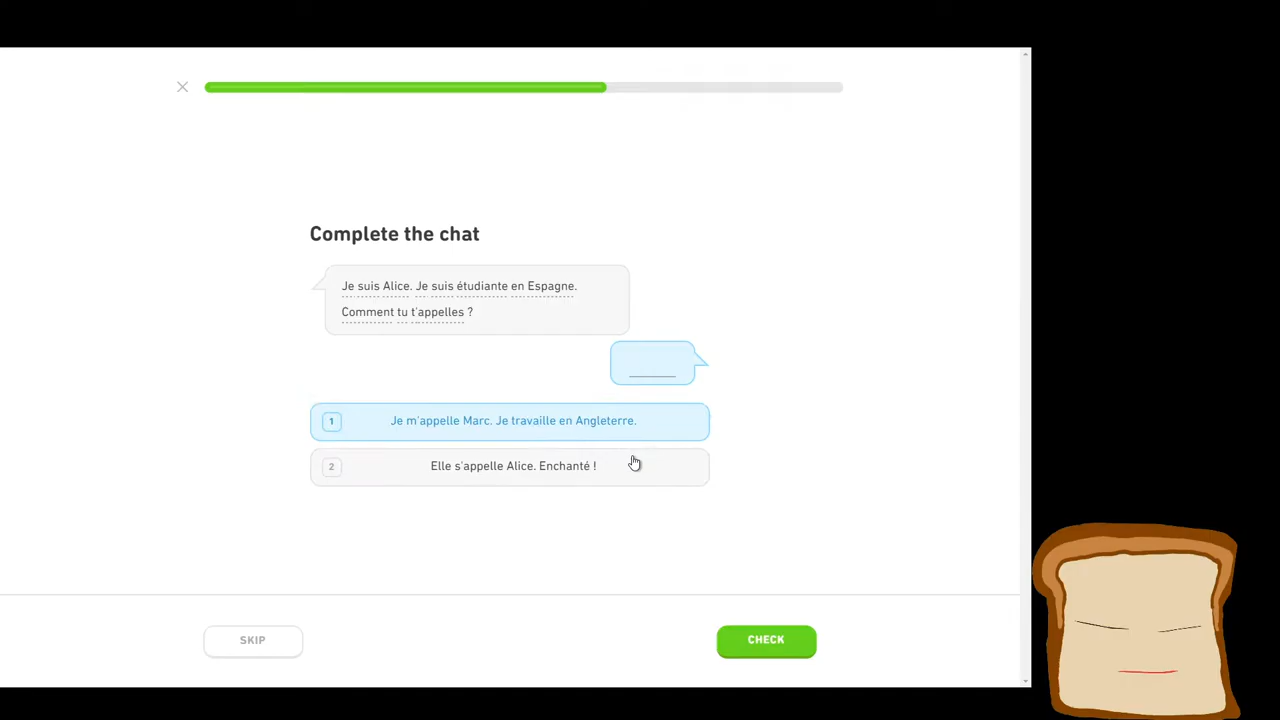 Complete the chat
Je suis Alice. Je suis étudiante en Espagne.
Comment tu t'appelles ?
1 Je m'appelle Marc. Je travaille en Angleterre.
2 Elle s'appelle Alice. Enchanté !
SKIP
CHECK